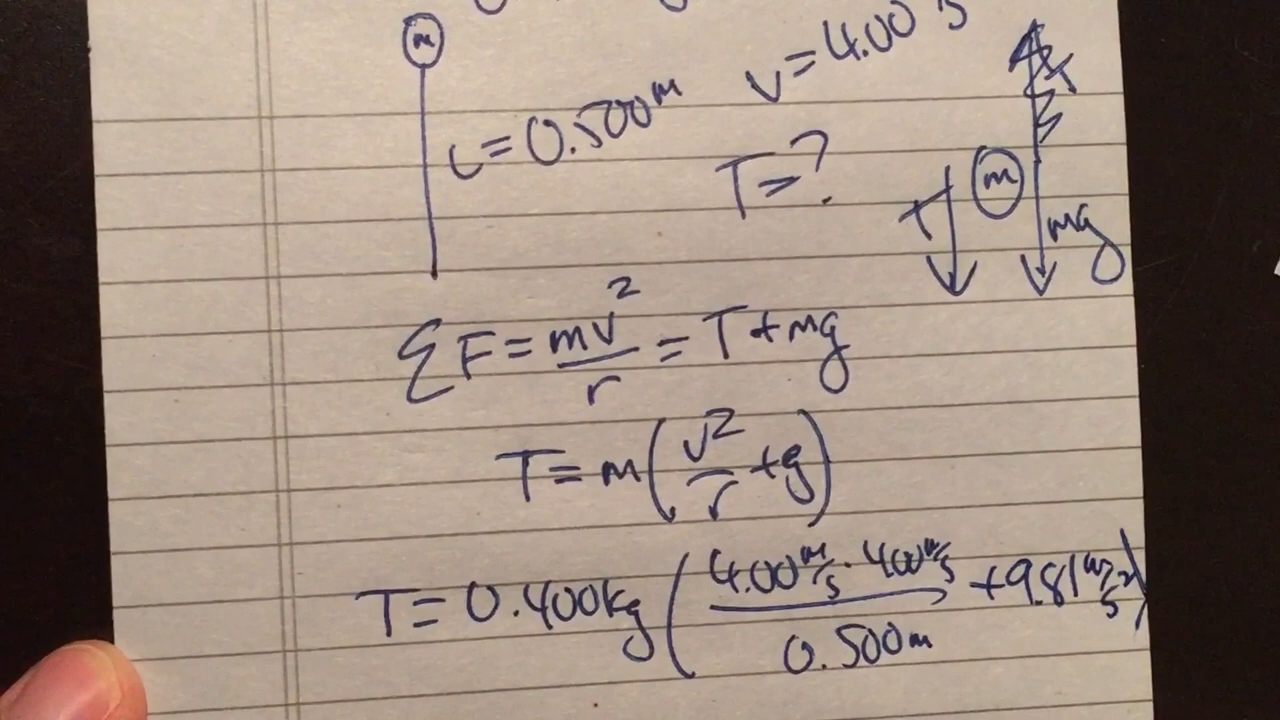 m
L=0.500m
v=4.00
T=?
T
m
T
mg
ΣF = mv²/r = T+mg
T = m(v²/r +g)
T = 0.400kg (4.00m/s · 4.00m/s / 0.500m +9.81m/s²)